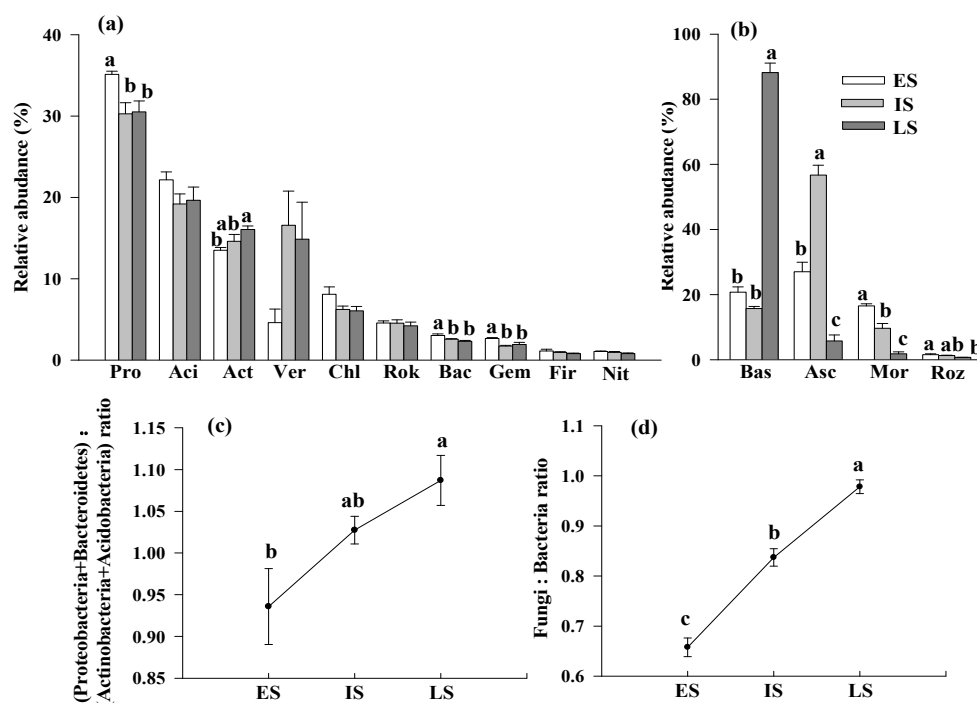 (a)
Relative abudance (%)
40
30
20
10
0
a
b b
b ab a
a b b
a b b
Pro Aci Act Ver Chl Rok Bac Gem Fir Nit
(b)
Relative abudance (%)
100
80
60
40
20
0
ES
IS
LS
b b a
b a c
a b c
a ab b
Bas Asc Mor Roz
(c)
(Proteobacteria+Bacteroidetes) :
(Actinobacteria+Acidobacteria) ratio
1.15
1.10
1.05
1.00
0.95
0.90
0.85
b
ab
a
ES IS LS
(d)
Fungi : Bacteria ratio
1.1
1.0
0.9
0.8
0.7
0.6
c
b
a
ES IS LS